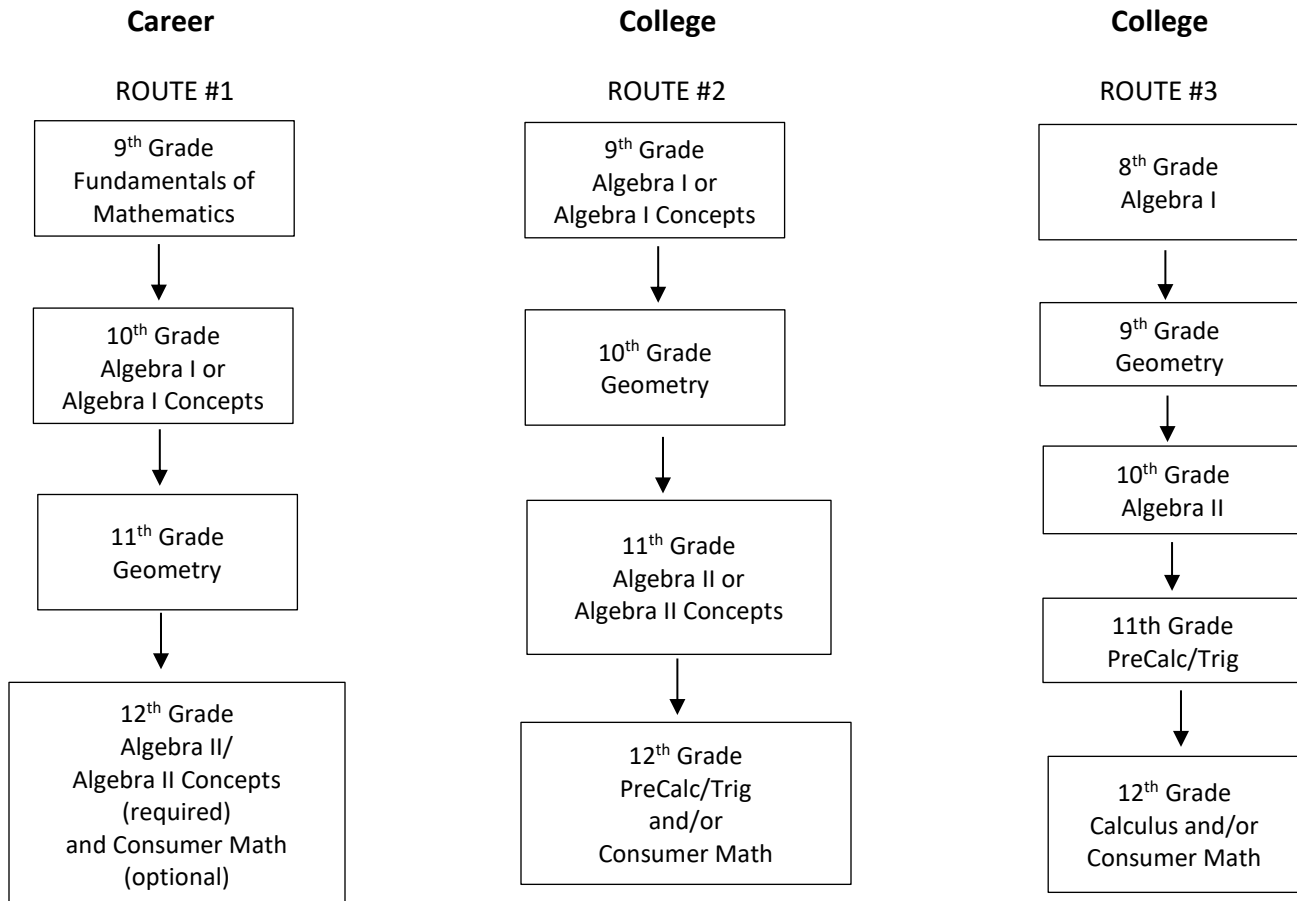 Career
ROUTE #1
9th Grade
Fundamentals of
Mathematics
10th Grade
Algebra I or
Algebra I Concepts
11th Grade
Geometry
12th Grade
Algebra II/
Algebra II Concepts
(required)
and Consumer Math
(optional)
College
ROUTE #2
9th Grade
Algebra I or
Algebra I Concepts
10th Grade
Geometry
11th Grade
Algebra II or
Algebra II Concepts
12th Grade
PreCalc/Trig
and/or
Consumer Math
College
ROUTE #3
8th Grade
Algebra I
9th Grade
Geometry
10th Grade
Algebra II
11th Grade
PreCalc/Trig
12th Grade
Calculus and/or
Consumer Math